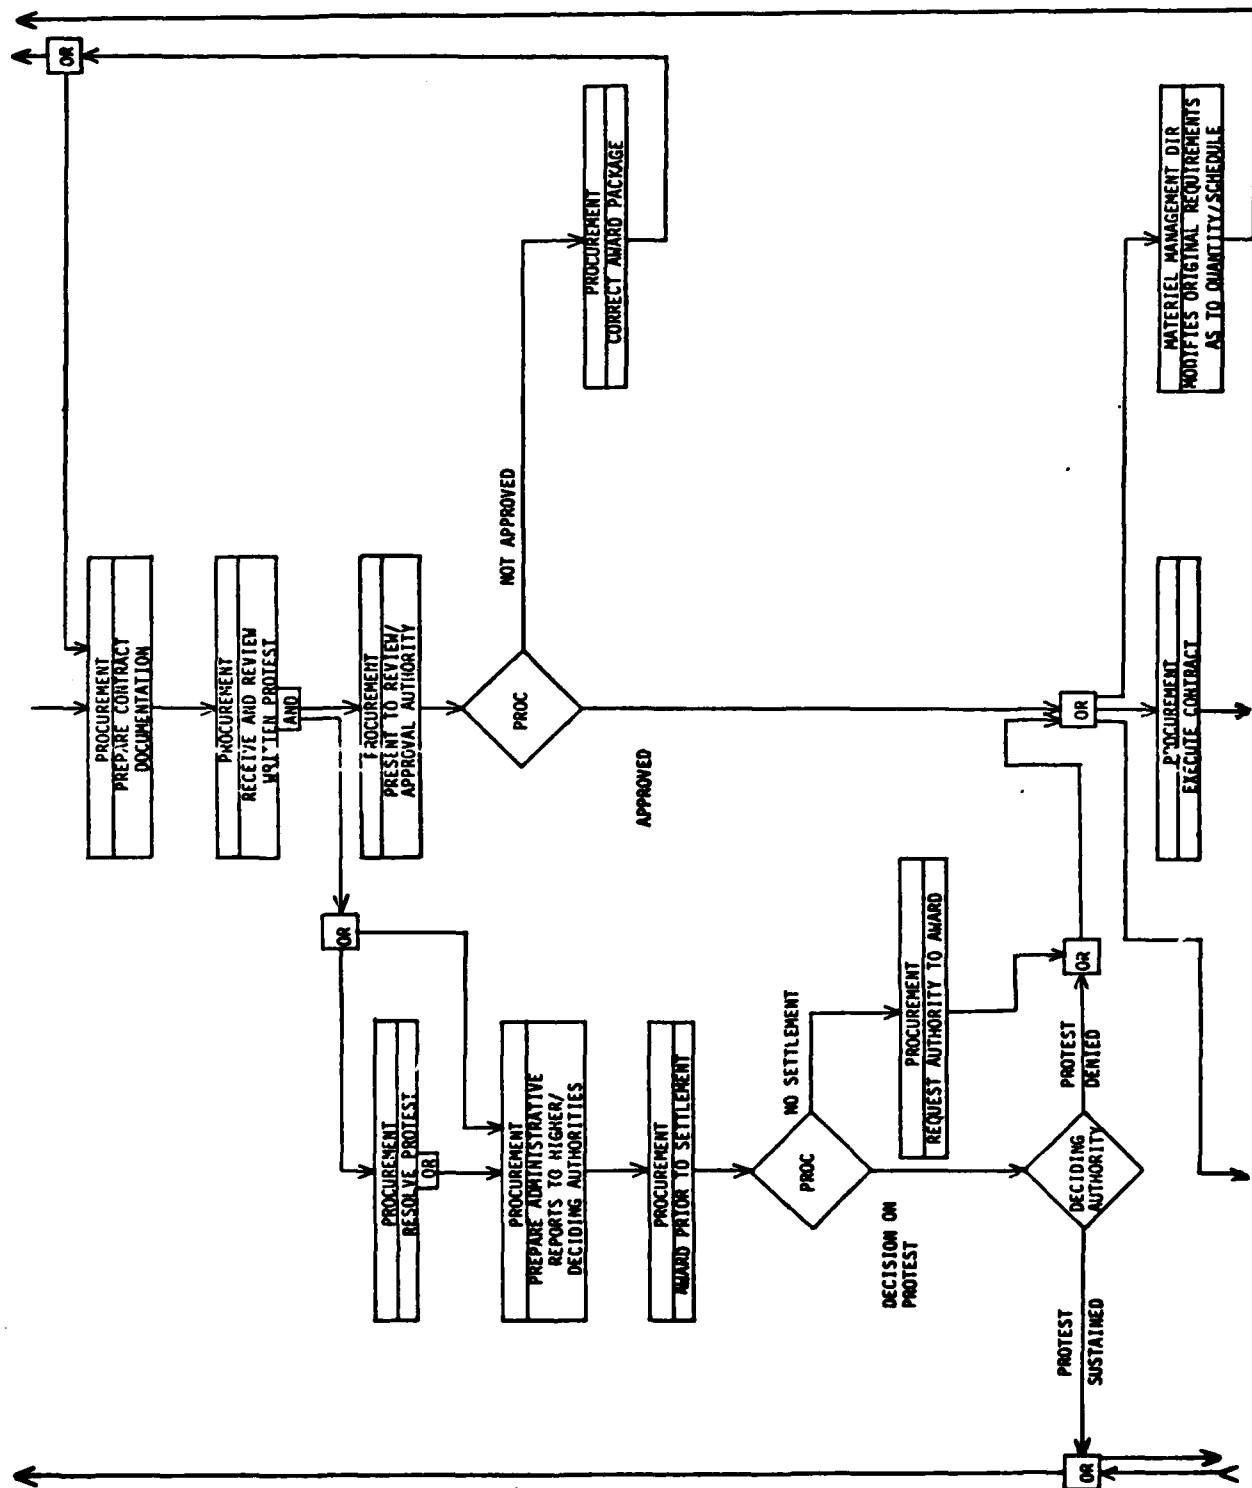 OR
PROCUREMENT
PREPARE CONTRACT
DOCUMENTATION
PROCUREMENT
RECEIVE AND REVIEW
WRITTEN PROTEST
AND
PROCUREMENT
PRESENT TO REVIEW/
APPROVAL AUTHORITY
PROC
NOT APPROVED
PROCUREMENT
CORRECT AWARD PACKAGE
APPROVED
OR
PROCUREMENT
RESOLVE PROTEST
OR
PROCUREMENT
PREPARE ADMINISTRATIVE
REPORTS TO HIGHER/
DECIDING AUTHORITIES
PROCUREMENT
AWARD PRIOR TO SETTLEMENT
PROC
NO SETTLEMENT
PROCUREMENT
REQUEST AUTHORITY TO AWARD
DECISION ON
PROTEST
DECIDING
AUTHORITY
PROTEST
DENIED
OR
PROTEST
SUSTAINED
OR
OR
PROCUREMENT
EXECUTE CONTRACT
MATERIEL MANAGEMENT DIR
MODIFIES ORIGINAL REQUIREMENTS
AS TO QUANTITY/SCHEDULE